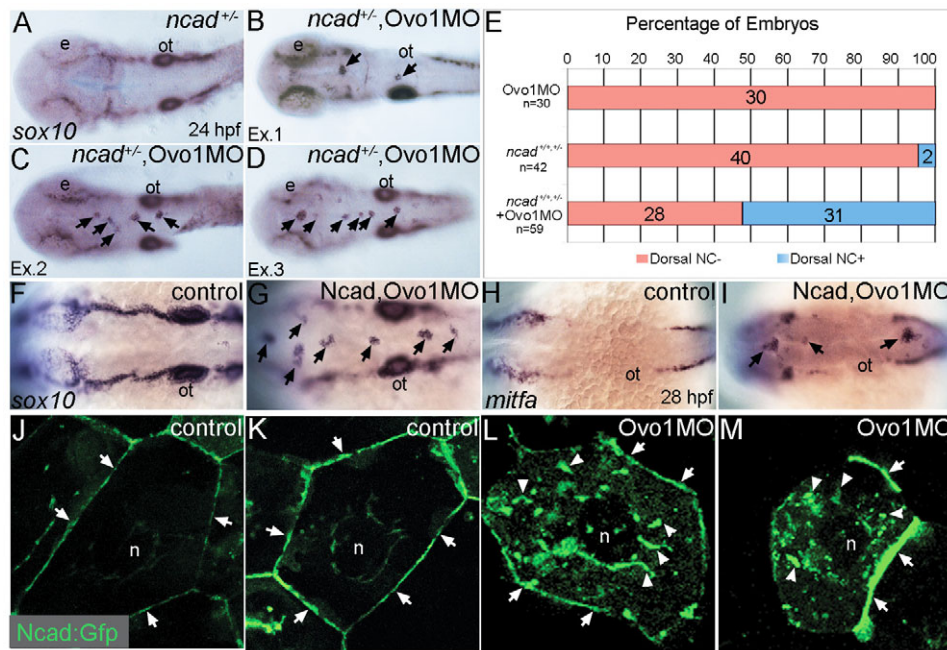 A
ncad+/-
e
ot
sox10
24 hpf
B
ncad+/-,Ovo1MO
ot
Ex.1
C
ncad+/-,Ovo1MO
e
ot
Ex.2
D
ncad+/-,Ovo1MO
e
ot
Ex.3
E
Percentage of Embryos
0 10 20 30 40 50 60 70 80 90 100
Ovo1MO
n=30
30
ncad+/+,+/-
n=42
40
2
ncad+/+,+/-
+Ovo1MO
n=59
28
31
Dorsal NC-
Dorsal NC+
F
control
ot
sox10
G
Ncad,Ovo1MO
ot
H
control
ot
mitfa
28 hpf
I
Ncad,Ovo1MO
ot
J
control
n
Ncad:Gfp
K
control
n
L
Ovo1MO
n
M
Ovo1MO
n